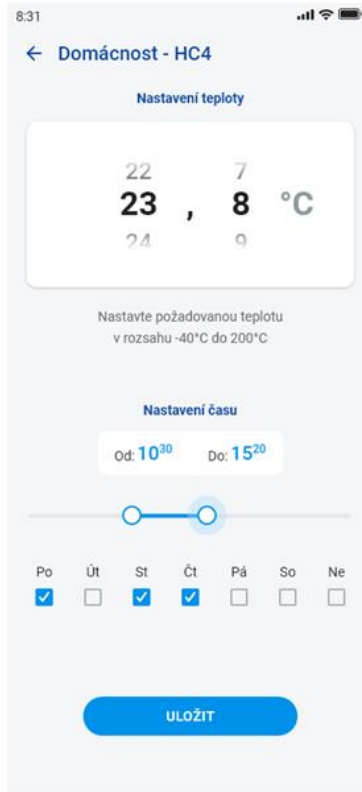 8:31
Domácnost - HC4
Nastavení teploty
22 7
23 , 8 °C
24 9
Nastavte požadovanou teplotu
v rozsahu -40°C do 200°C
Nastavení času
Od: 10³⁰ Do: 15²⁰
Po Út St Čt Pá So Ne
ULOŽIT